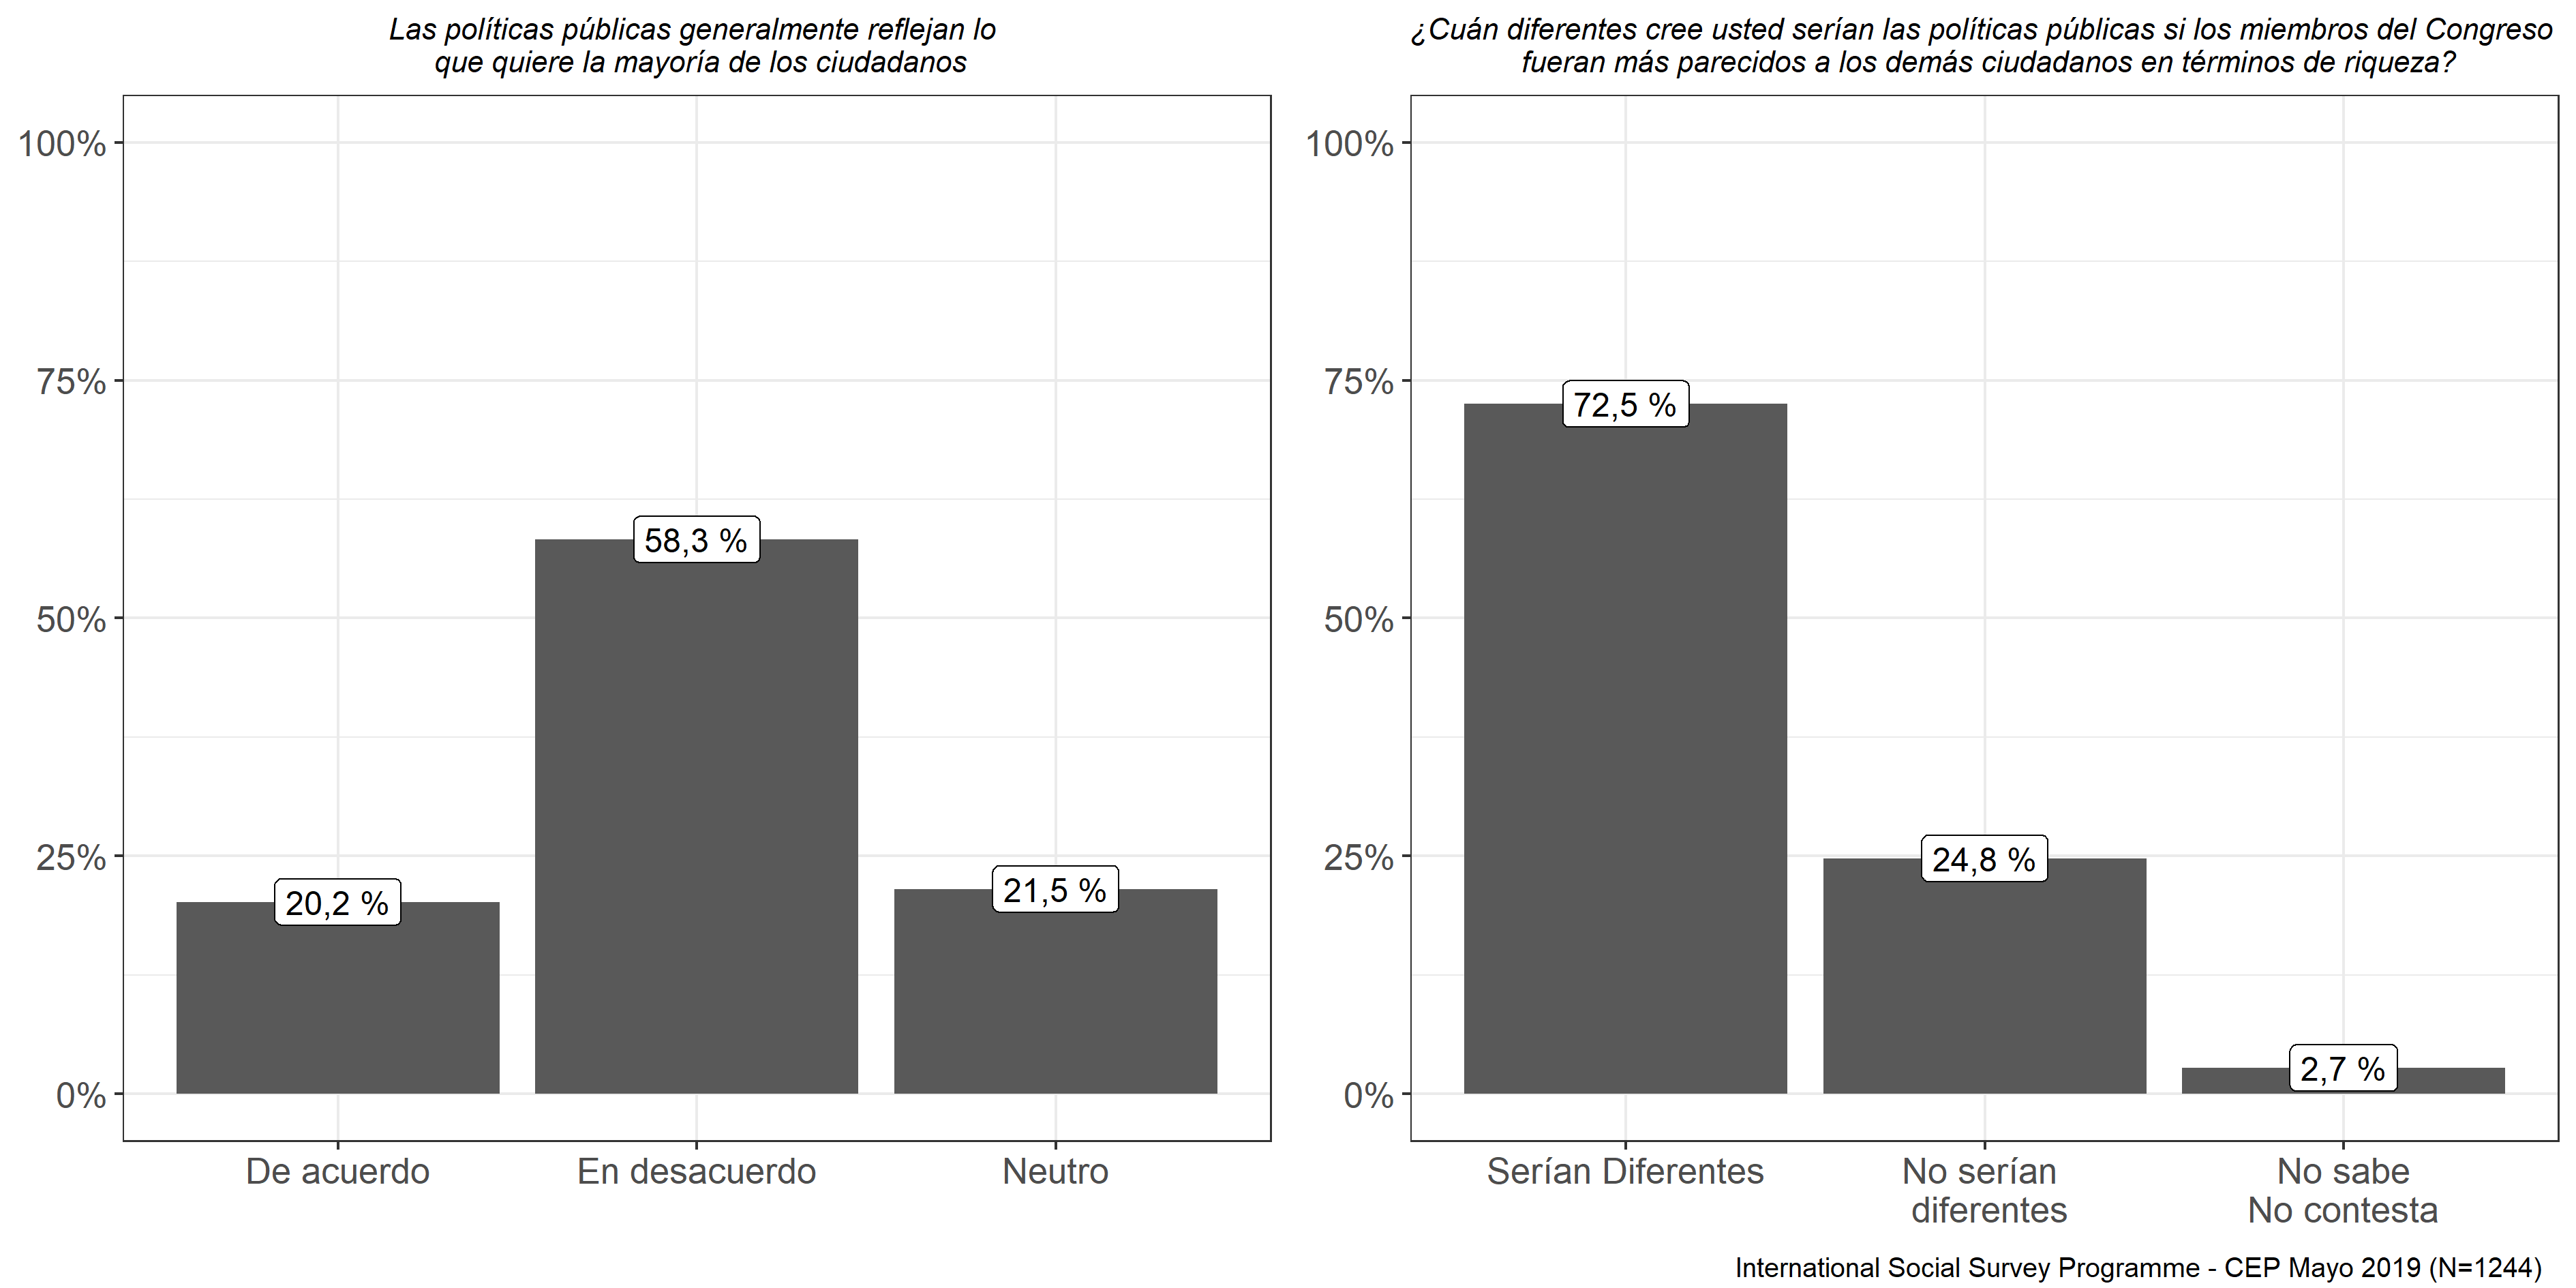 Las políticas públicas generalmente reflejan lo
que quiere la mayoría de los ciudadanos
100%
75%
50%
25%
0%
20,2 %
58,3 %
21,5 %
De acuerdo
En desacuerdo
Neutro
¿Cuán diferentes cree usted serían las políticas públicas si los miembros del Congreso
fueran más parecidos a los demás ciudadanos en términos de riqueza?
100%
75%
50%
25%
0%
72,5 %
24,8 %
2,7 %
Serían Diferentes
No serían
diferentes
No sabe
No contesta
International Social Survey Programme - CEP Mayo 2019 (N=1244)